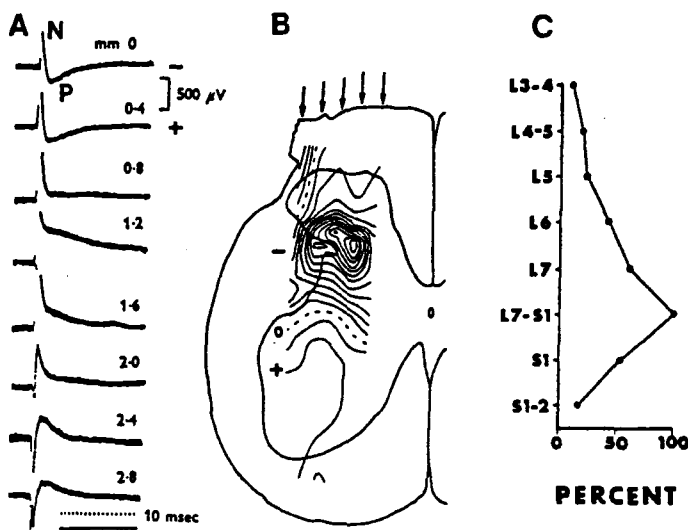 A
N
mm 0
−
500 μV
P
0·4
+
0·8
1·2
1·6
2·0
2·4
2·8
10 msec
B
−
0
0
+
C
L3-4
L4-5
L5
L6
L7
L7-S1
S1
S1-2
0 50 100
PERCENT